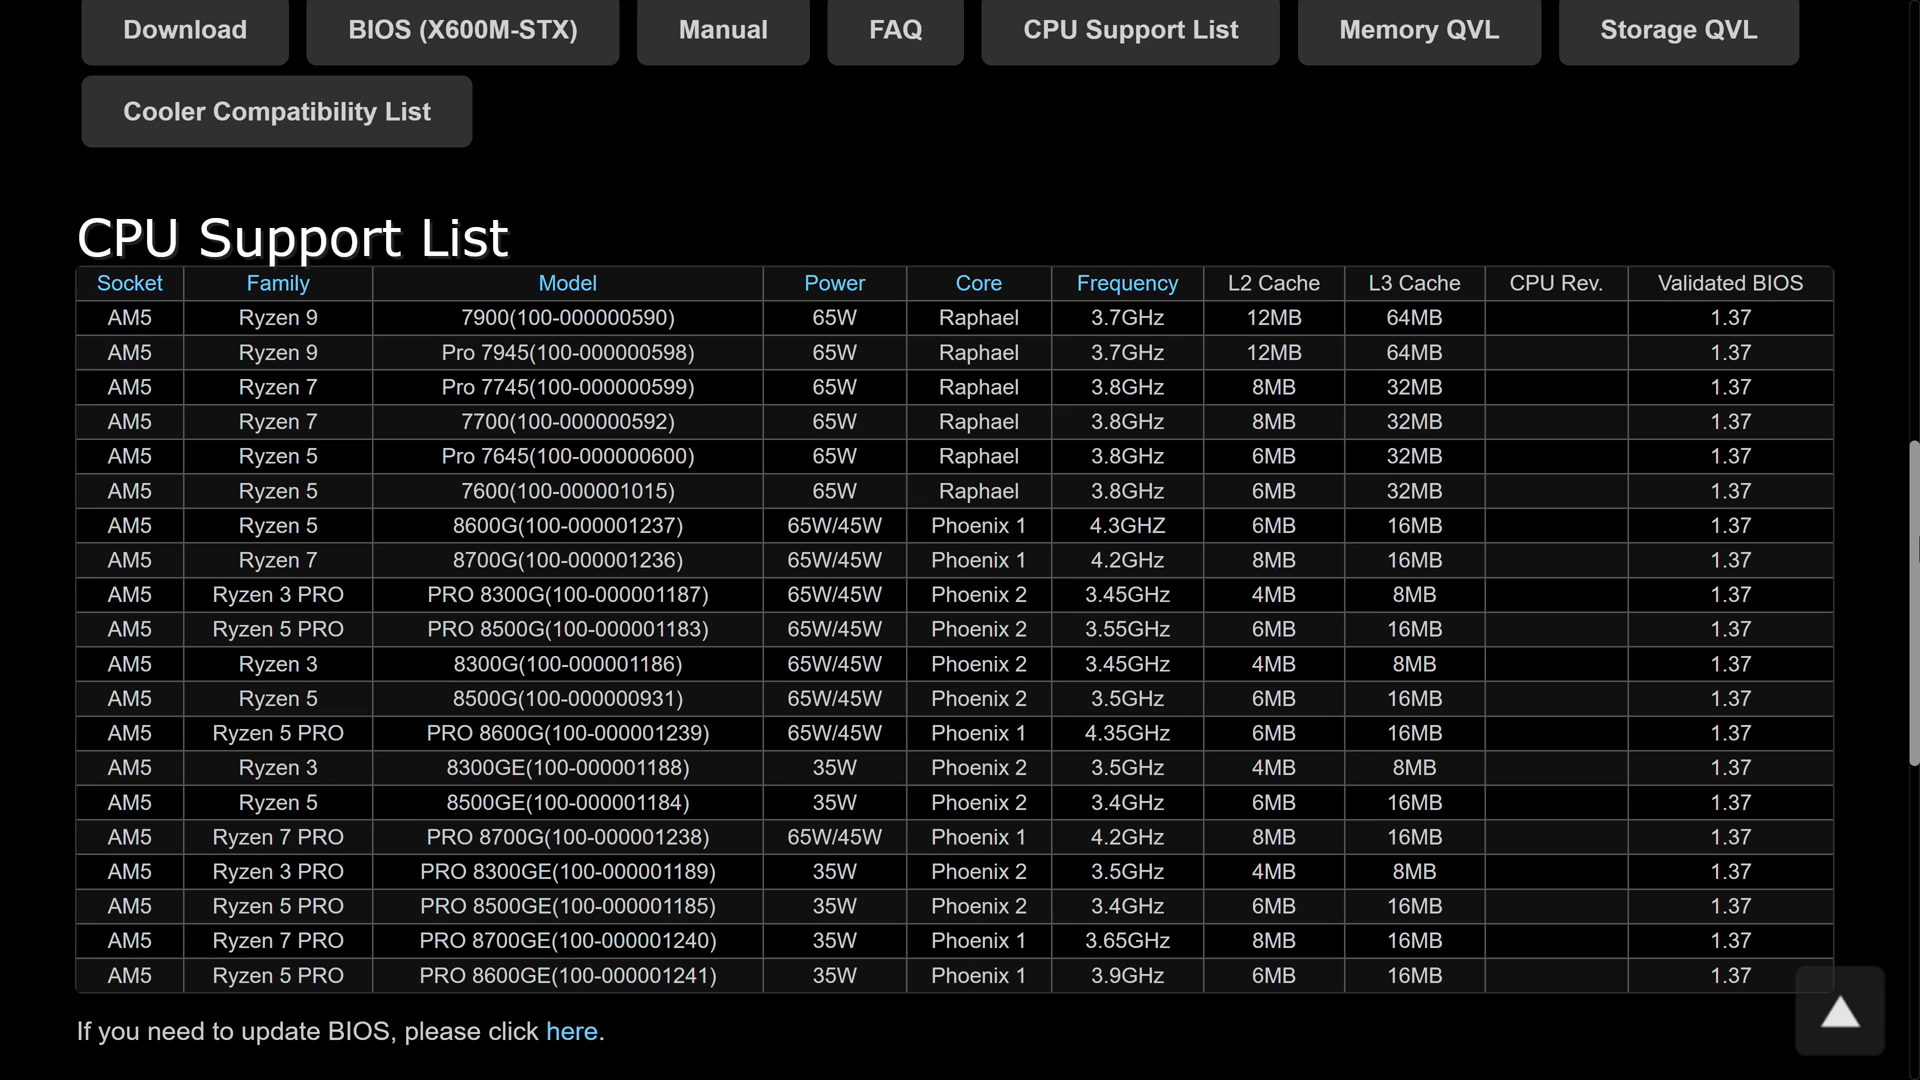 Download BIOS (X600M-STX) Manual FAQ CPU Support List Memory QVL Storage QVL
Cooler Compatibility List
CPU Support List
Socket Family Model Power Core Frequency L2 Cache L3 Cache CPU Rev. Validated BIOS
AM5 Ryzen 9 7900(100-000000590) 65W Raphael 3.7GHz 12MB 64MB 1.37
AM5 Ryzen 9 Pro 7945(100-000000598) 65W Raphael 3.7GHz 12MB 64MB 1.37
AM5 Ryzen 7 Pro 7745(100-000000599) 65W Raphael 3.8GHz 8MB 32MB 1.37
AM5 Ryzen 7 7700(100-000000592) 65W Raphael 3.8GHz 8MB 32MB 1.37
AM5 Ryzen 5 Pro 7645(100-000000600) 65W Raphael 3.8GHz 6MB 32MB 1.37
AM5 Ryzen 5 7600(100-000001015) 65W Raphael 3.8GHz 6MB 32MB 1.37
AM5 Ryzen 5 8600G(100-000001237) 65W/45W Phoenix 1 4.3GHZ 6MB 16MB 1.37
AM5 Ryzen 7 8700G(100-000001236) 65W/45W Phoenix 1 4.2GHz 8MB 16MB 1.37
AM5 Ryzen 3 PRO PRO 8300G(100-000001187) 65W/45W Phoenix 2 3.45GHz 4MB 8MB 1.37
AM5 Ryzen 5 PRO PRO 8500G(100-000001183) 65W/45W Phoenix 2 3.55GHz 6MB 16MB 1.37
AM5 Ryzen 3 8300G(100-000001186) 65W/45W Phoenix 2 3.45GHz 4MB 8MB 1.37
AM5 Ryzen 5 8500G(100-000000931) 65W/45W Phoenix 2 3.5GHz 6MB 16MB 1.37
AM5 Ryzen 5 PRO PRO 8600G(100-000001239) 65W/45W Phoenix 1 4.35GHz 6MB 16MB 1.37
AM5 Ryzen 3 8300GE(100-000001188) 35W Phoenix 2 3.5GHz 4MB 8MB 1.37
AM5 Ryzen 5 8500GE(100-000001184) 35W Phoenix 2 3.4GHz 6MB 16MB 1.37
AM5 Ryzen 7 PRO PRO 8700G(100-000001238) 65W/45W Phoenix 1 4.2GHz 8MB 16MB 1.37
AM5 Ryzen 3 PRO PRO 8300GE(100-000001189) 35W Phoenix 2 3.5GHz 4MB 8MB 1.37
AM5 Ryzen 5 PRO PRO 8500GE(100-000001185) 35W Phoenix 2 3.4GHz 6MB 16MB 1.37
AM5 Ryzen 7 PRO PRO 8700GE(100-000001240) 35W Phoenix 1 3.65GHz 8MB 16MB 1.37
AM5 Ryzen 5 PRO PRO 8600GE(100-000001241) 35W Phoenix 1 3.9GHz 6MB 16MB 1.37
If you need to update BIOS, please click here.